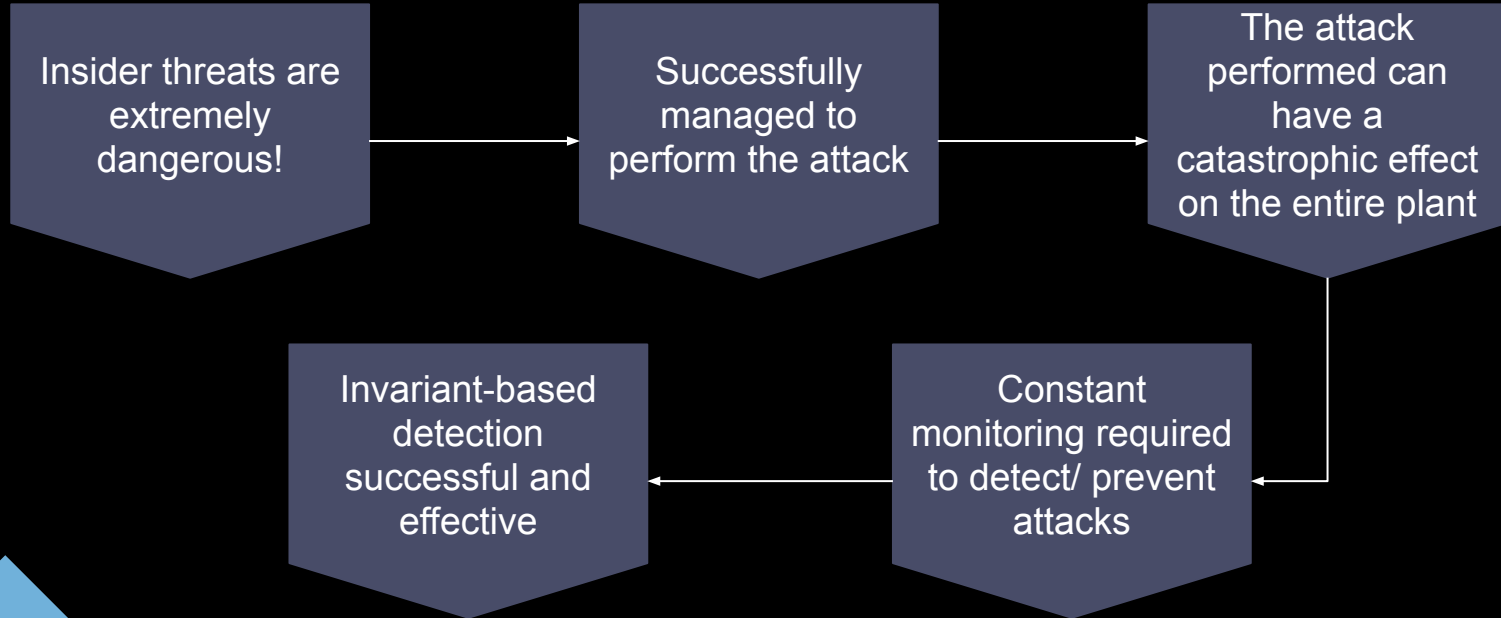 Insider threats are
extremely
dangerous!
Successfully
managed to
perform the attack
The attack
performed can
have a
catastrophic effect
on the entire plant
Constant
monitoring required
to detect/ prevent
attacks
Invariant-based
detection
successful and
effective